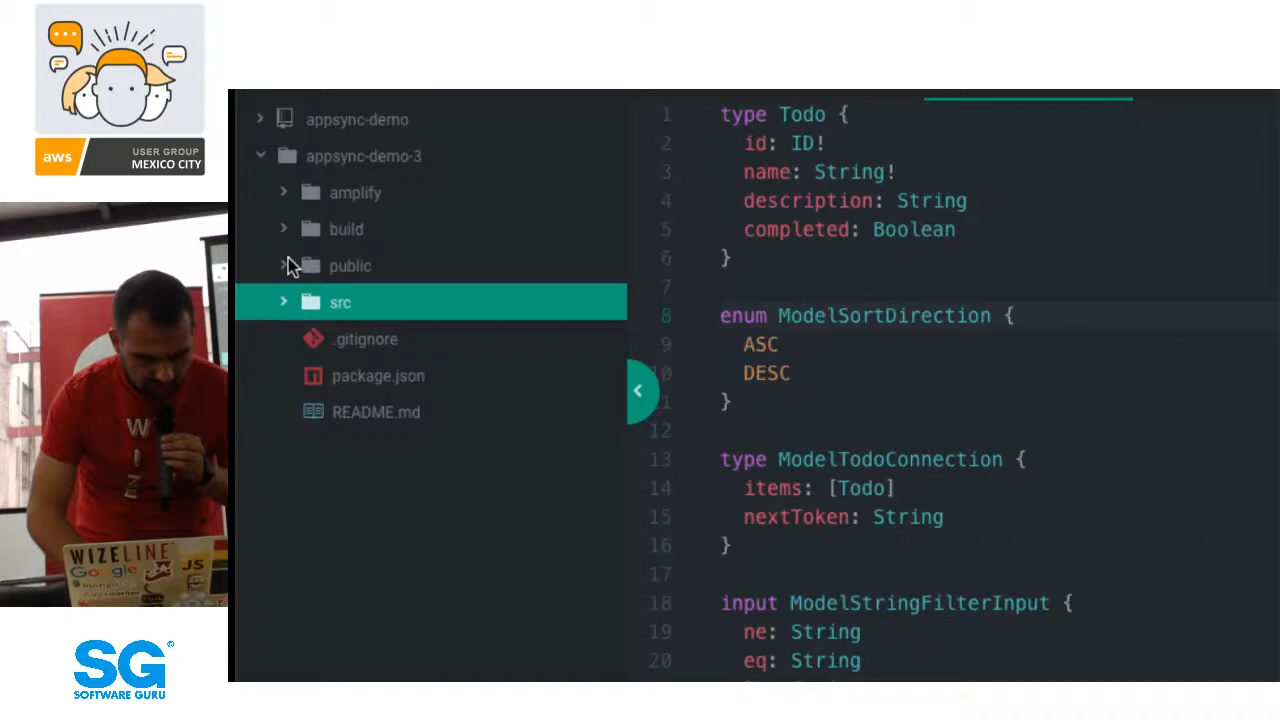 aws
USER GROUP
MEXICO CITY
appsync-demo
appsync-demo-3
amplify
build
public
src
.gitignore
package.json
README.md
1 type Todo {
2 id: ID!
3 name: String!
4 description: String
5 completed: Boolean
6 }
7
8 enum ModelSortDirection {
9 ASC
10 DESC
11 }
12
13 type ModelTodoConnection {
14 items: [Todo]
15 nextToken: String
16 }
17
18 input ModelStringFilterInput {
19 ne: String
20 eq: String
W
I
Z
E
WIZELINE
Google
JS
SG®
SOFTWARE GURU